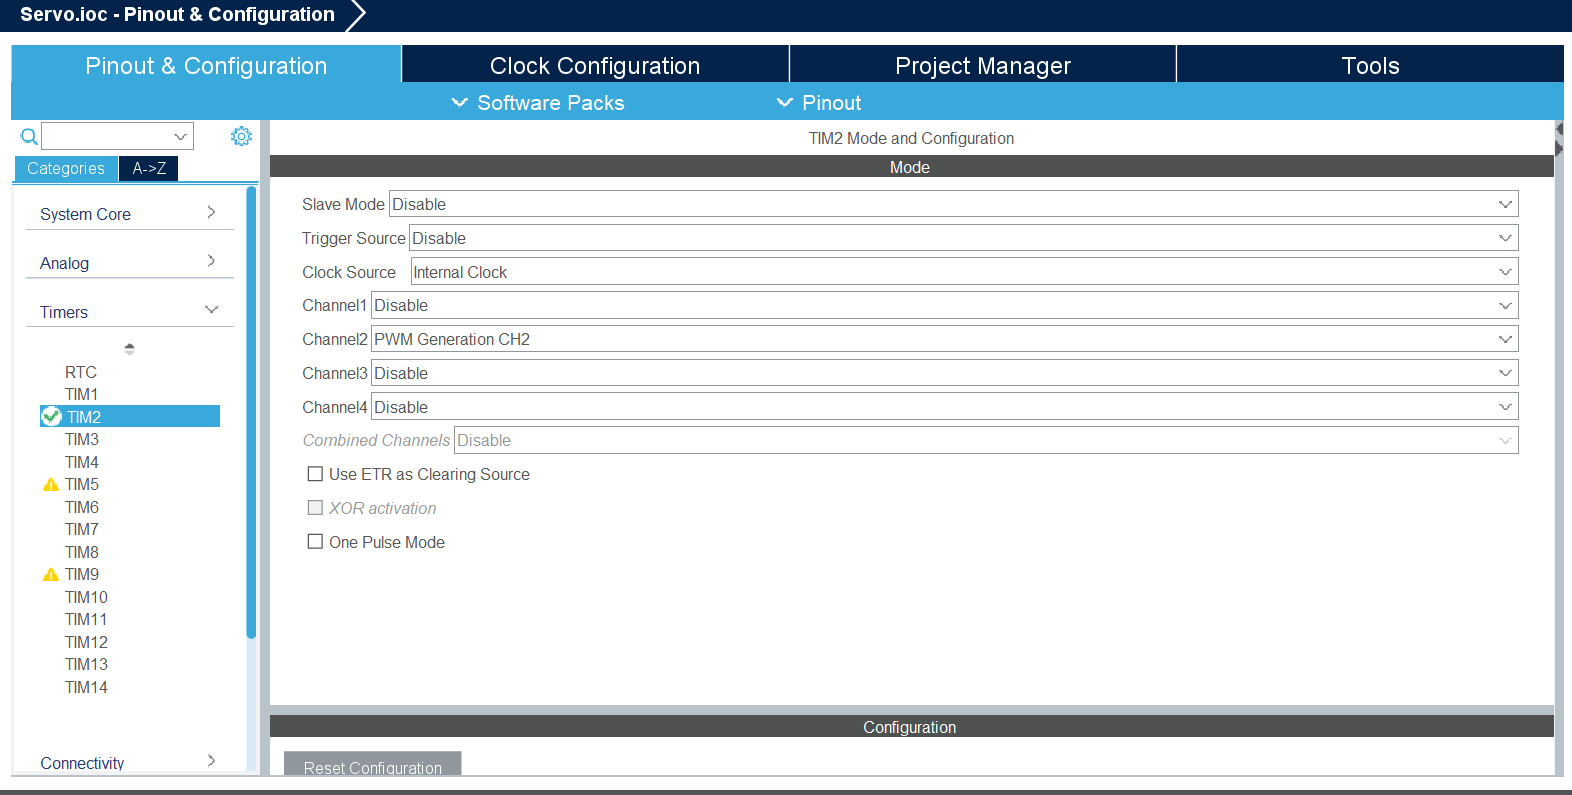 Servo.ioc - Pinout & Configuration
Pinout & Configuration
Clock Configuration
Project Manager
Tools
Software Packs
Pinout
Categories
A->Z
System Core
Analog
Timers
RTC
TIM1
TIM2
TIM3
TIM4
TIM5
TIM6
TIM7
TIM8
TIM9
TIM10
TIM11
TIM12
TIM13
TIM14
Connectivity
TIM2 Mode and Configuration
Mode
Slave Mode Disable
Trigger Source Disable
Clock Source Internal Clock
Channel1 Disable
Channel2 PWM Generation CH2
Channel3 Disable
Channel4 Disable
Combined Channels Disable
Use ETR as Clearing Source
XOR activation
One Pulse Mode
Configuration
Reset Configuration